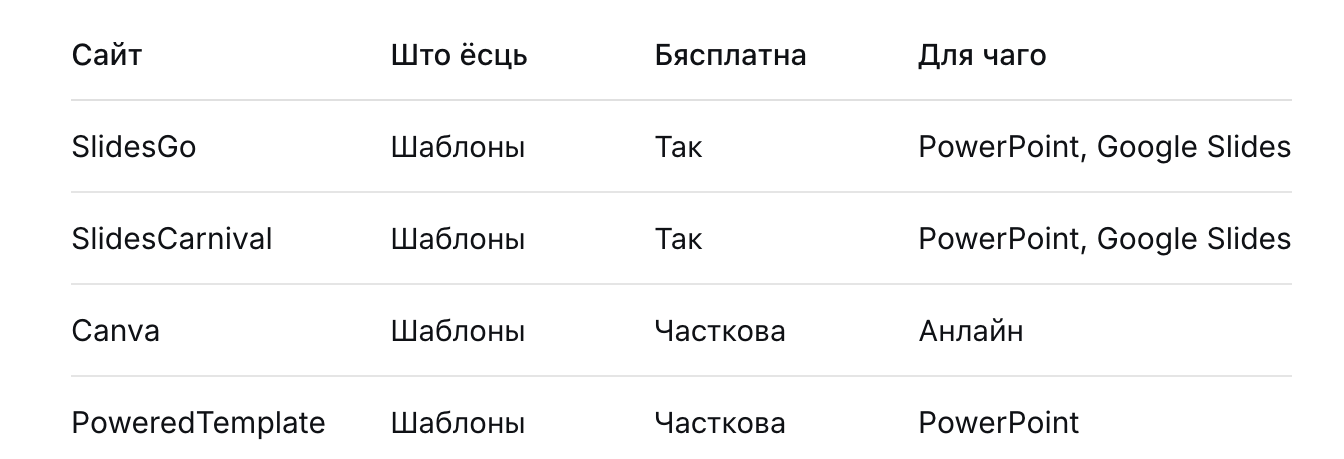 Сайт Што ёсць Бясплатна Для чаго
SlidesGo Шаблоны Так PowerPoint, Google Slides
SlidesCarnival Шаблоны Так PowerPoint, Google Slides
Canva Шаблоны Часткова Анлайн
PoweredTemplate Шаблоны Часткова PowerPoint